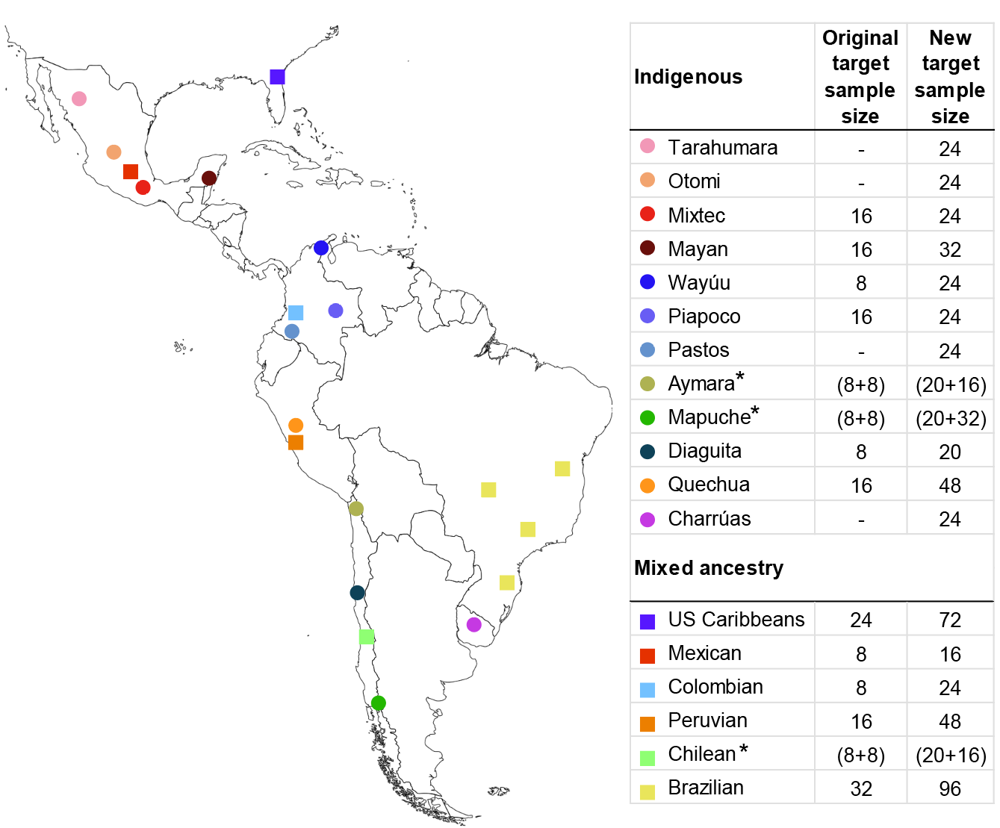 Indigenous Original target sample size New target sample size
Tarahumara - 24
Otomi - 24
Mixtec 16 24
Mayan 16 32
Wayúu 8 24
Piapoco 16 24
Pastos - 24
Aymara* (8+8) (20+16)
Mapuche* (8+8) (20+32)
Diaguita 8 20
Quechua 16 48
Charrúas - 24
Mixed ancestry
US Caribbeans 24 72
Mexican 8 16
Colombian 8 24
Peruvian 16 48
Chilean* (8+8) (20+16)
Brazilian 32 96